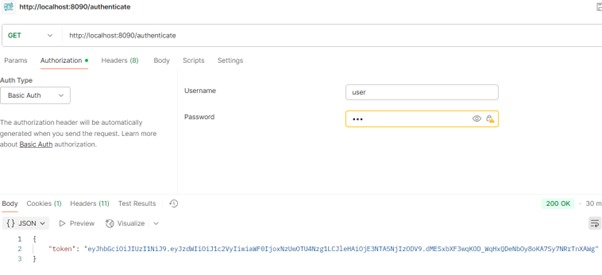 http://localhost:8090/authenticate
GET http://localhost:8090/authenticate
Params Authorization Headers (8) Body Scripts Settings
Auth Type
Basic Auth
The authorization header will be automatically
generated when you send the request. Learn more
about Basic Auth authorization.
Username user
Password •••
Body Cookies (1) Headers (11) Test Results 200 OK • 30 m
{} JSON Preview Visualize
1 {
2 "token":
3 }